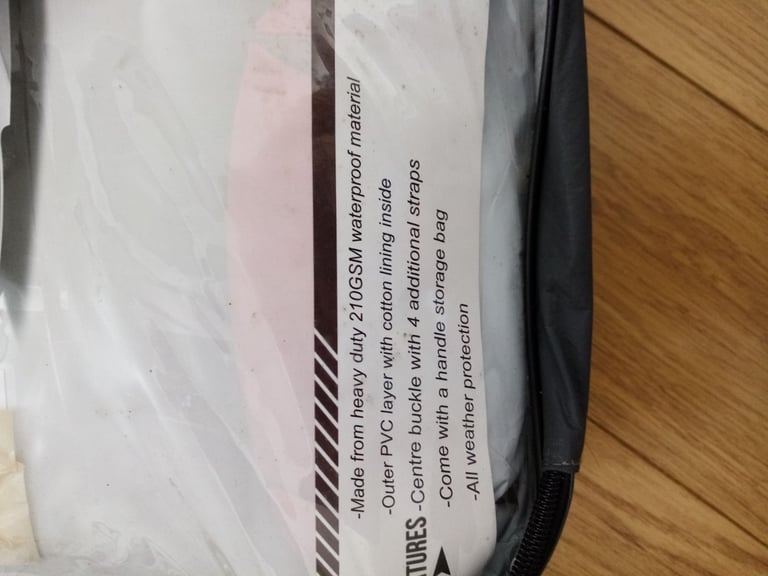 TURES
-Made from heavy duty 210GSM waterproof material
-Outer PVC layer with cotton lining inside
-Centre buckle with 4 additional straps
-Come with a handle storage bag
-All weather protection